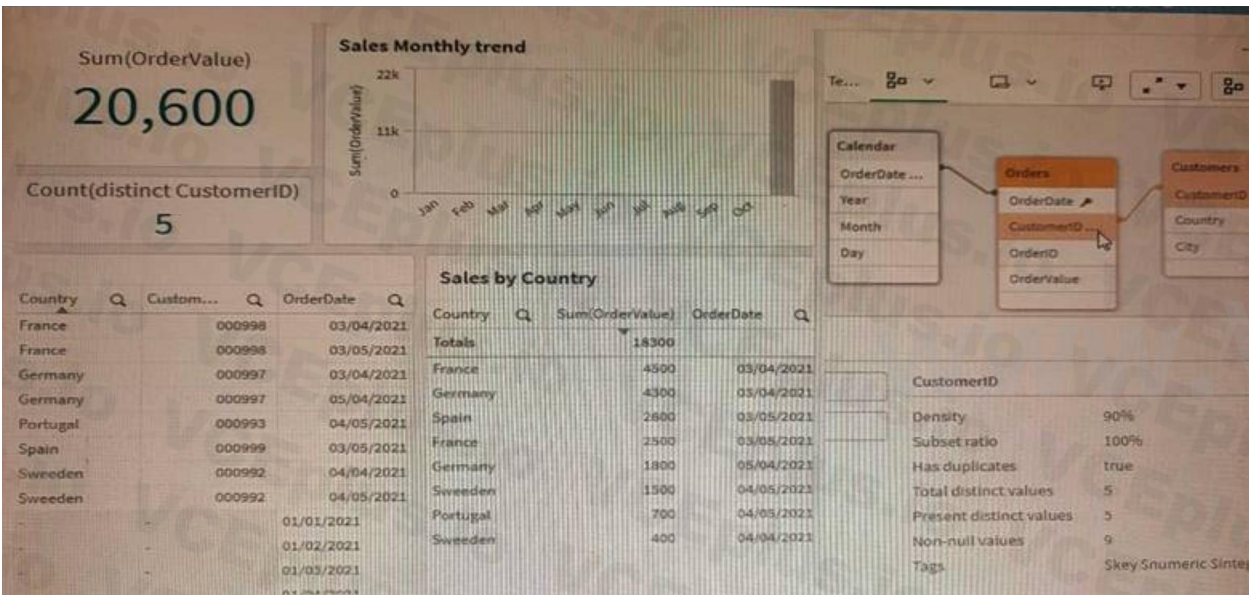 Sum(OrderValue)
20,600
Count(distinct CustomerID)
5
Sales Monthly trend
Sum(OrderValue)
22k
11k
0
Jan Feb Mar Apr May Jun Jul Aug Sep Oct -
Te...
Calendar
OrderDate ...
Year
Month
Day
Orders
OrderDate
CustomerID ...
OrderID
OrderValue
Customers
CustomerID
Country
City
Country Custom... OrderDate
France 000998 03/04/2021
France 000998 03/05/2021
Germany 000997 03/04/2021
Germany 000997 05/04/2021
Portugal 000993 04/05/2021
Spain 000999 03/05/2021
Sweeden 000992 04/04/2021
Sweeden 000992 04/05/2021
- - 01/01/2021
- - 01/02/2021
- - 01/03/2021
Sales by Country
Country Sum(OrderValue) OrderDate
Totals 18300
France 4500 03/04/2021
Germany 4300 03/04/2021
Spain 2600 03/05/2021
France 2500 03/05/2021
Germany 1800 05/04/2021
Sweeden 1500 04/05/2021
Portugal 700 04/05/2021
Sweeden 400 04/04/2021
CustomerID
Density 90%
Subset ratio 100%
Has duplicates true
Total distinct values 5
Present distinct values 5
Non-null values 9
Tags $key $numeric $integ
VCEplus.io